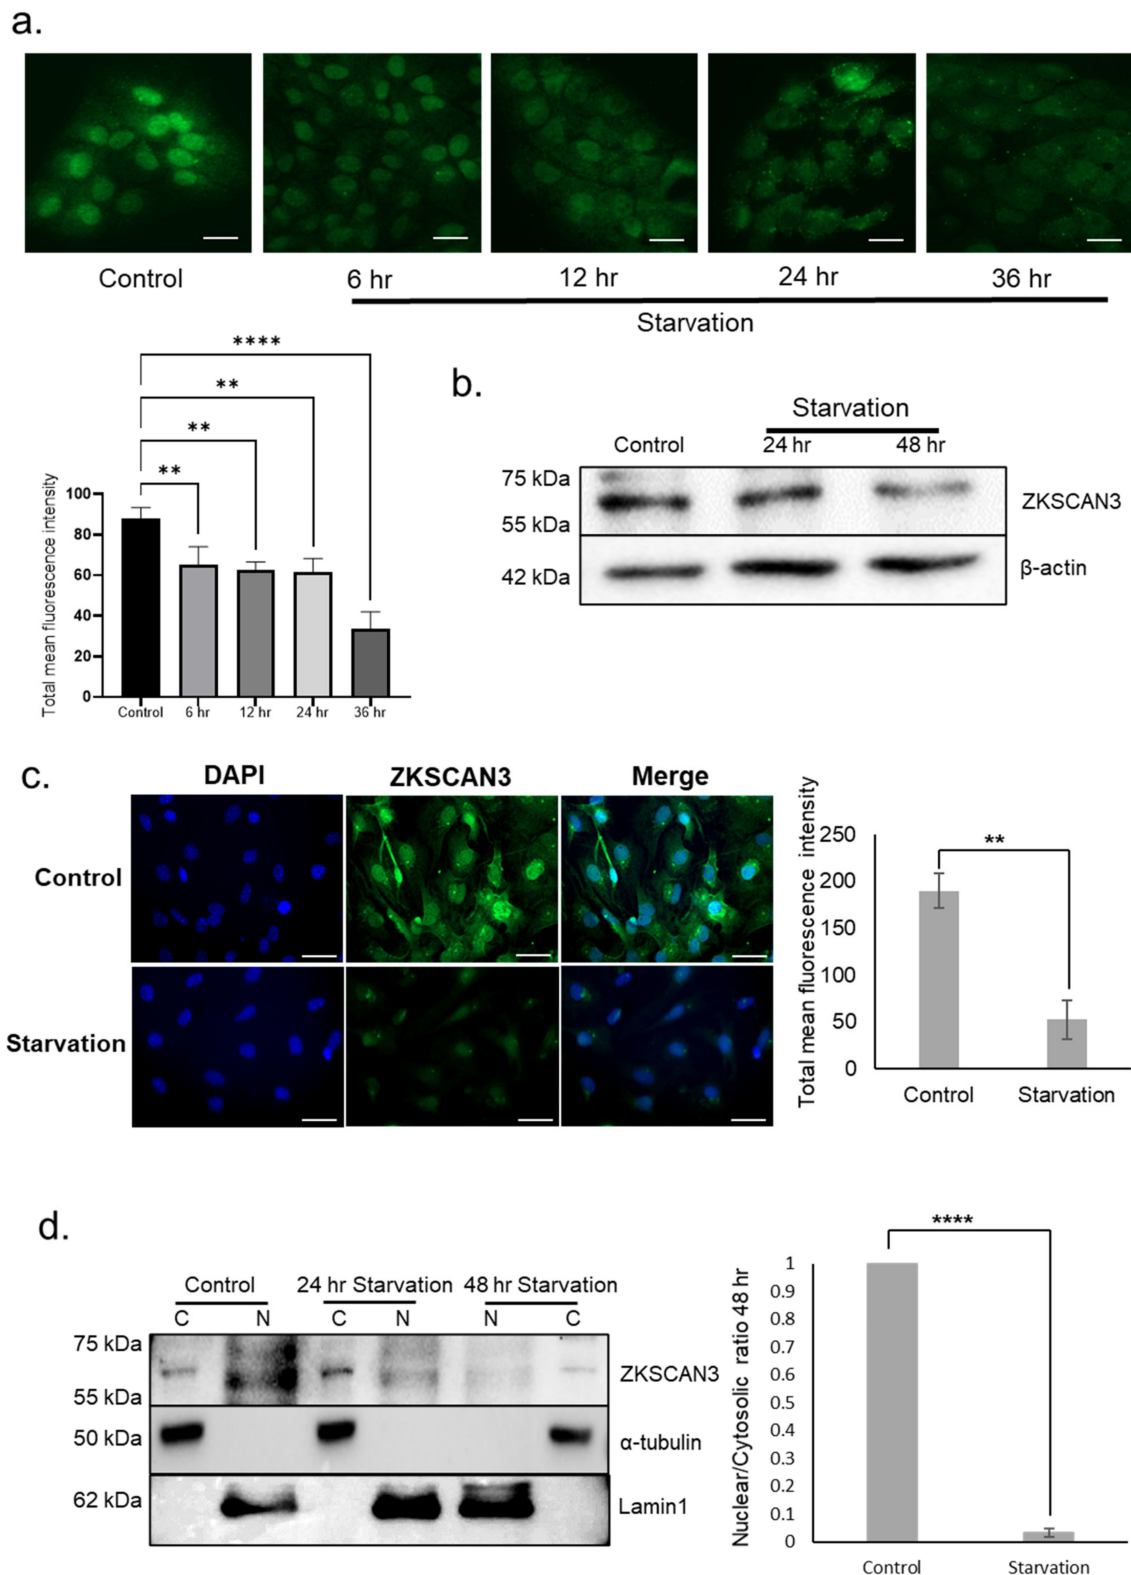 a.
Control
6 hr
12 hr
24 hr
36 hr
Starvation
****
**
**
**
Total mean fluorescence intensity
100
80
60
40
20
0
Control
6 hr
12 hr
24 hr
36 hr
b.
Starvation
Control
24 hr
48 hr
75 kDa
55 kDa
ZKSCAN3
42 kDa
β-actin
c.
DAPI
ZKSCAN3
Merge
Control
Starvation
Total mean fluorescence intensity
250
200
150
100
50
0
**
Control
Starvation
d.
Control
24 hr Starvation
48 hr Starvation
C
N
C
N
N
C
75 kDa
55 kDa
ZKSCAN3
50 kDa
α-tubulin
62 kDa
Lamin1
Nuclear/Cytosolic ratio 48 hr
****
1
0.9
0.8
0.7
0.6
0.5
0.4
0.3
0.2
0.1
0
Control
Starvation